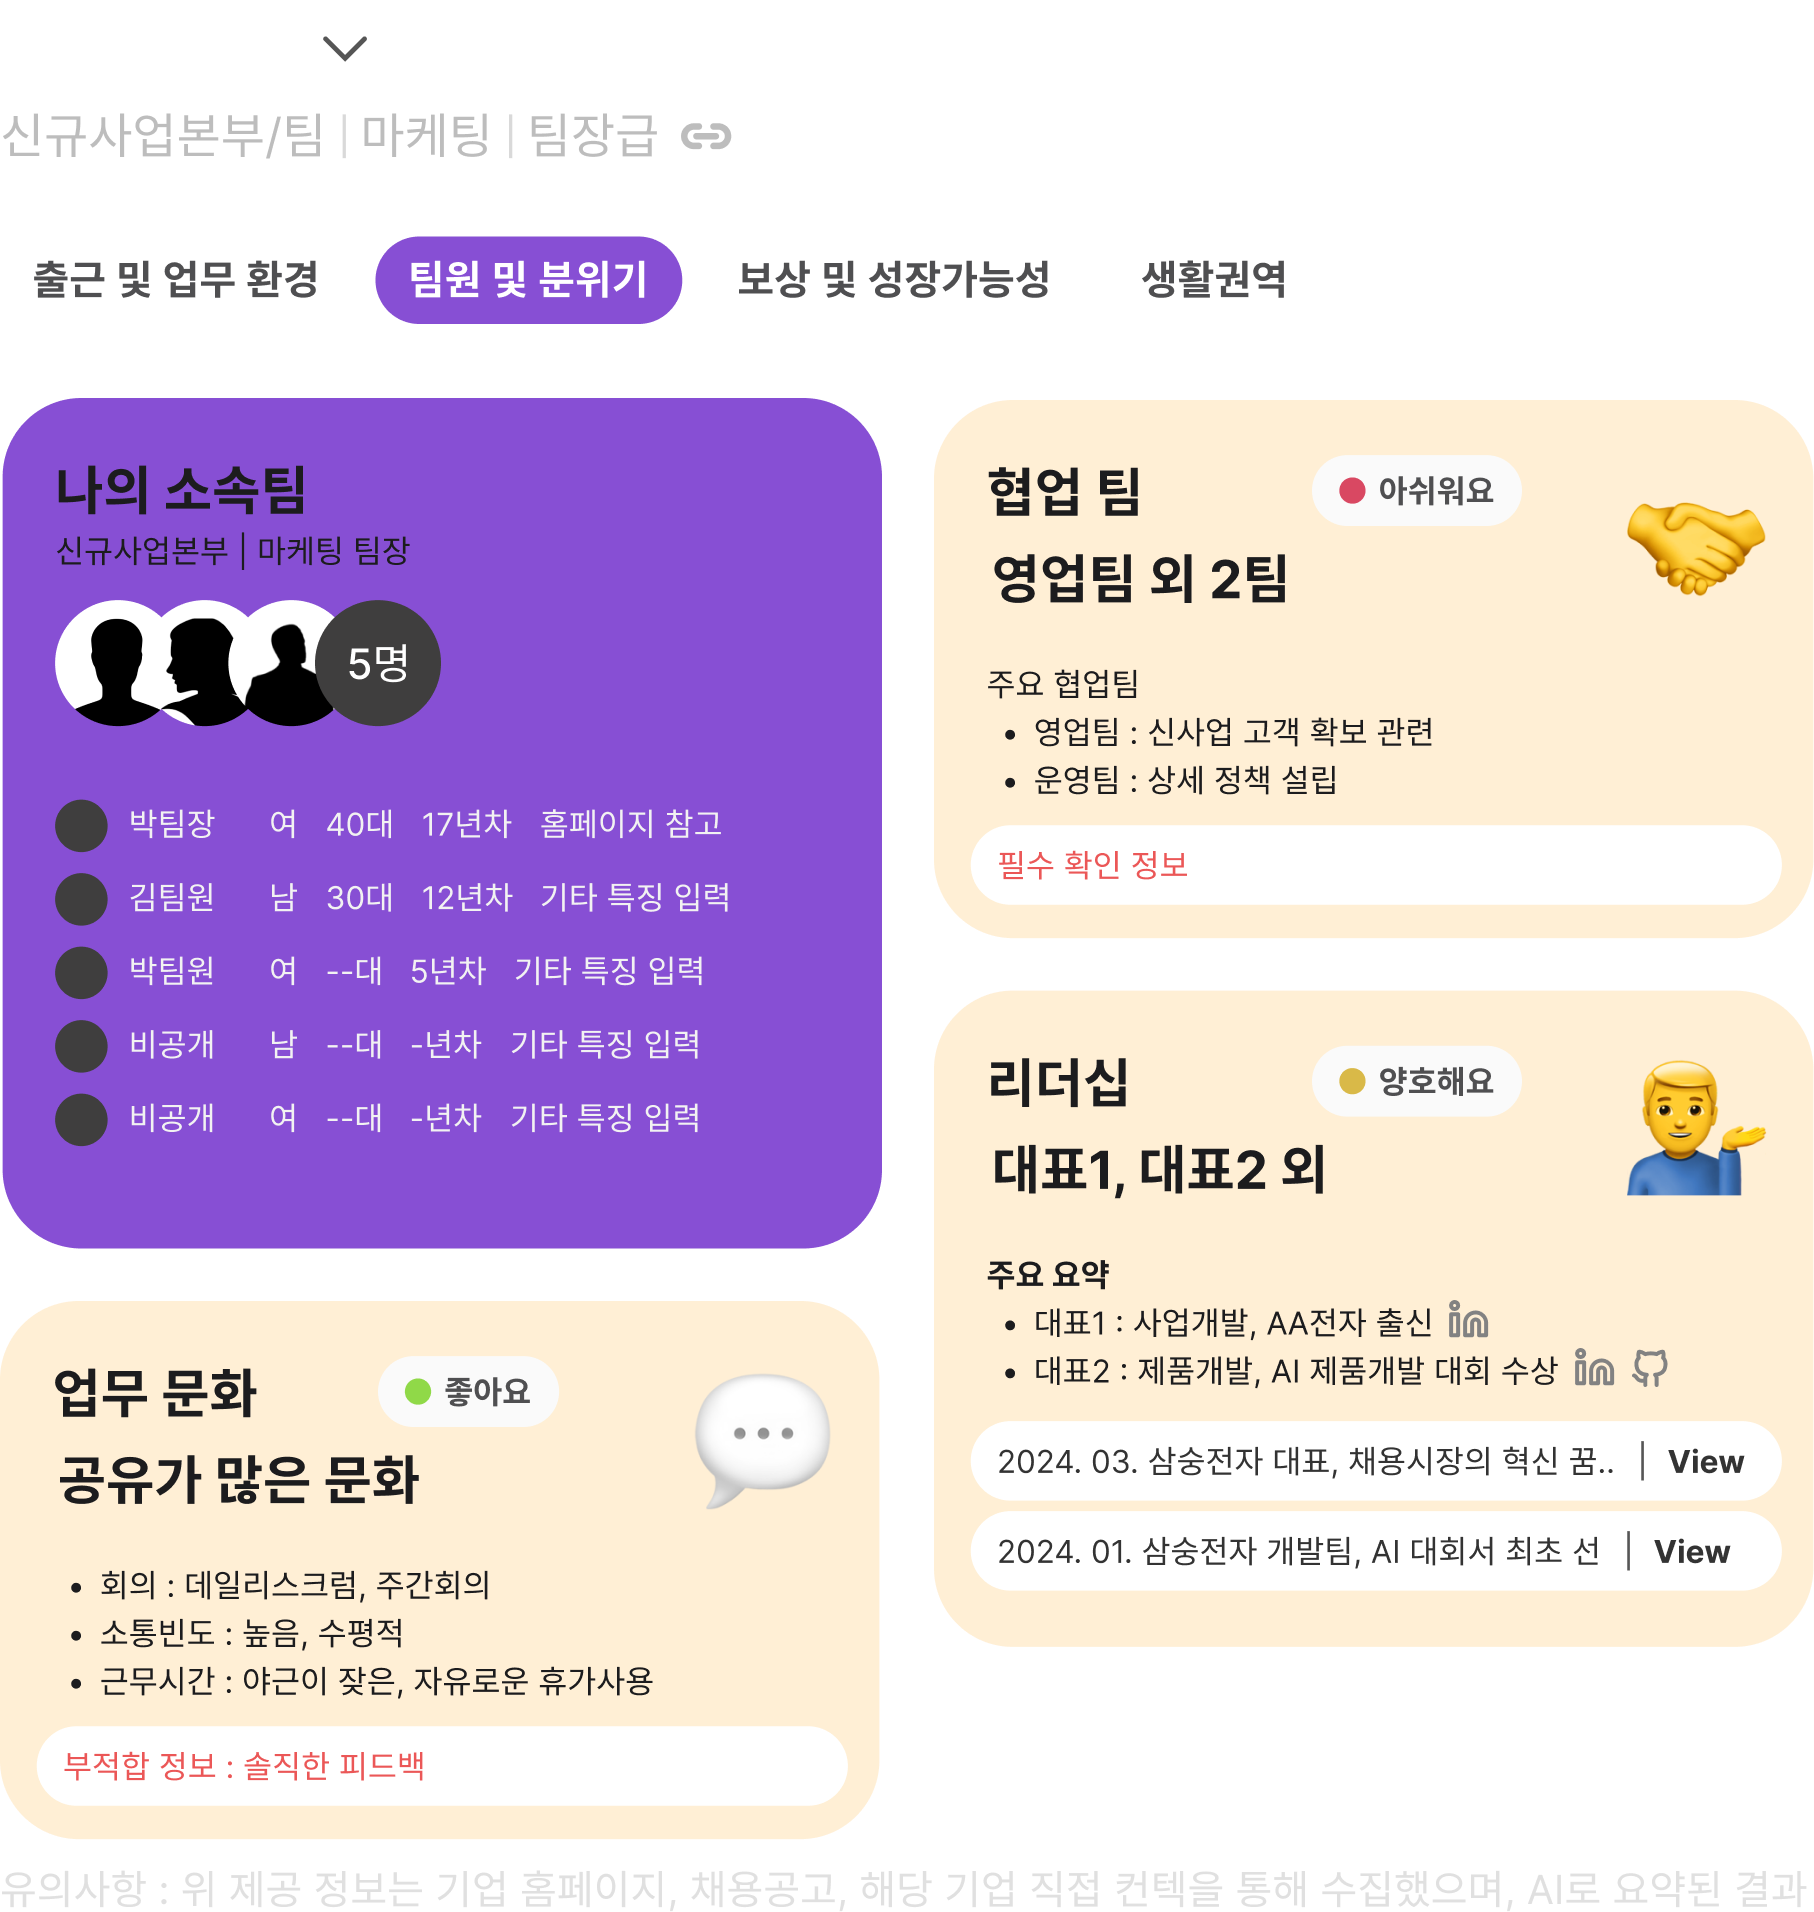 신규사업본부/팀 | 마케팅 | 팀장급
출근 및 업무 환경 팀원 및 분위기 보상 및 성장가능성 생활권역
나의 소속팀
신규사업본부 | 마케팅 팀장
5명
박팀장 여 40대 17년차 홈페이지 참고
김팀원 남 30대 12년차 기타 특징 입력
박팀원 여 --대 5년차 기타 특징 입력
비공개 남 --대 -년차 기타 특징 입력
비공개 여 --대 -년차 기타 특징 입력
업무 문화 좋아요
공유가 많은 문화
• 회의 : 데일리스크럼, 주간회의
• 소통빈도 : 높음, 수평적
• 근무시간 : 야근이 잦은, 자유로운 휴가사용
부적합 정보 : 솔직한 피드백
협업 팀 아쉬워요
영업팀 외 2팀
주요 협업팀
• 영업팀 : 신사업 고객 확보 관련
• 운영팀 : 상세 정책 설립
필수 확인 정보
리더십 양호해요
대표1, 대표2 외
주요 요약
• 대표1 : 사업개발, AA전자 출신 in
• 대표2 : 제품개발, AI 제품개발 대회 수상 in
2024. 03. 삼숭전자 대표, 채용시장의 혁신 꿈.. | View
2024. 01. 삼숭전자 개발팀, AI 대회서 최초 선 | View
유의사항 : 위 제공 정보는 기업 홈페이지, 채용공고, 해당 기업 직접 컨텍을 통해 수집했으며, AI로 요약된 결과